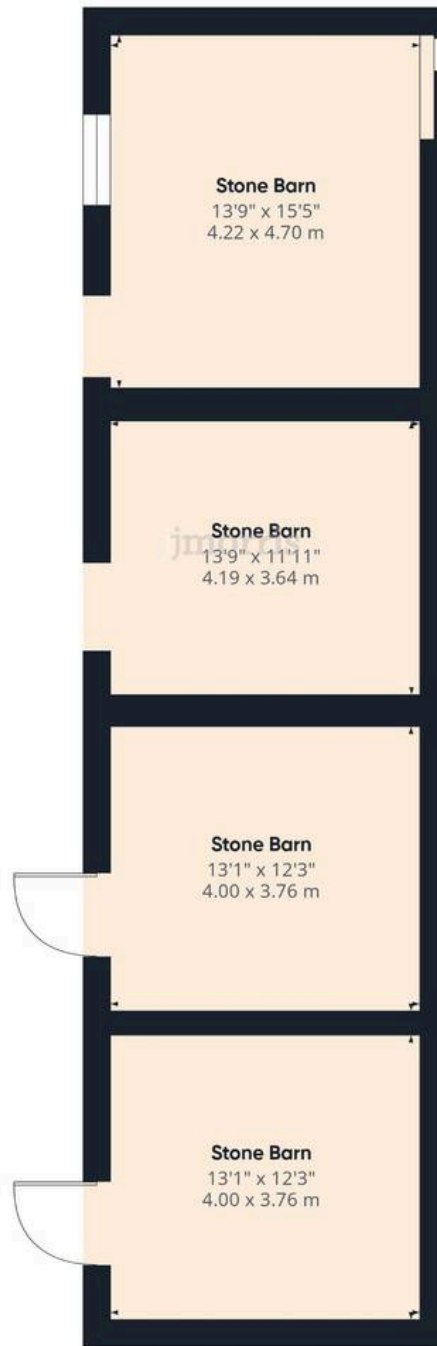 Stone Barn
13'9" x 15'5"
4.22 x 4.70 m
Stone Barn
jmorris
13'9" x 11'11"
4.19 x 3.64 m
Stone Barn
13'1" x 12'3"
4.00 x 3.76 m
Stone Barn
13'1" x 12'3"
4.00 x 3.76 m